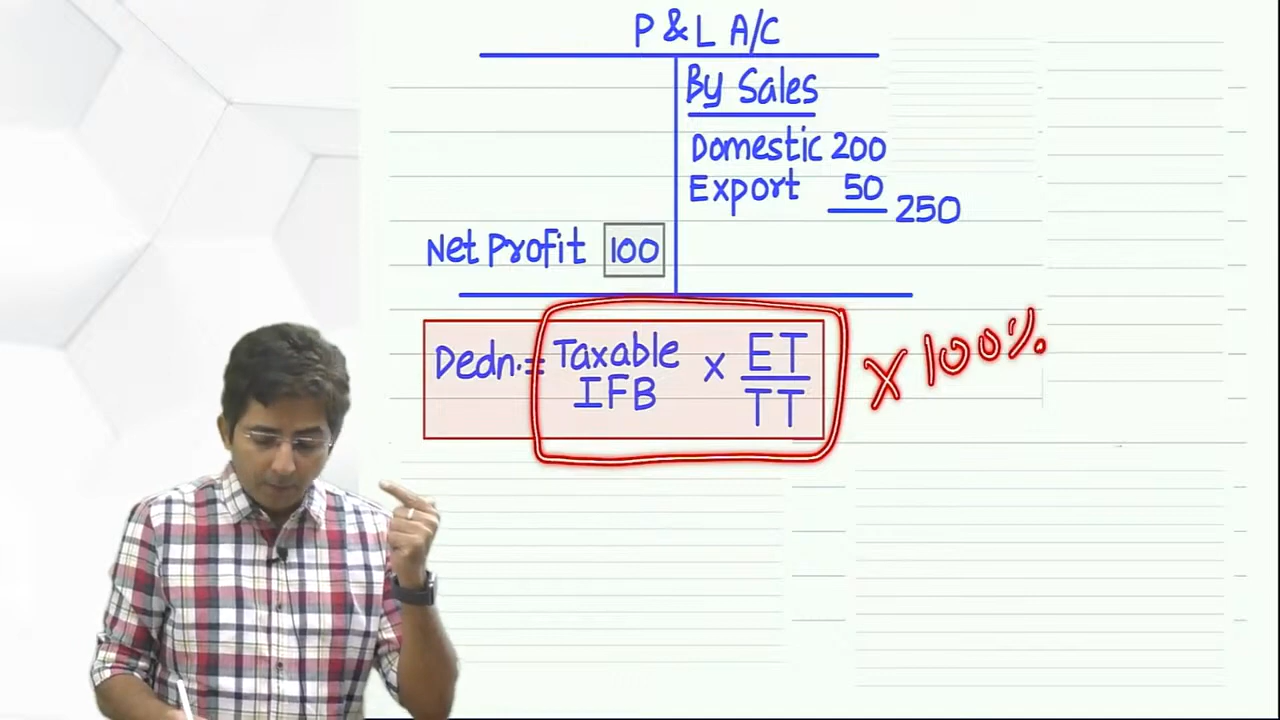 P & L A/C
By Sales
Domestic 200
Export 50
250
Net Profit 100
Dedn.= Taxable IFB x ET/TT x 100%